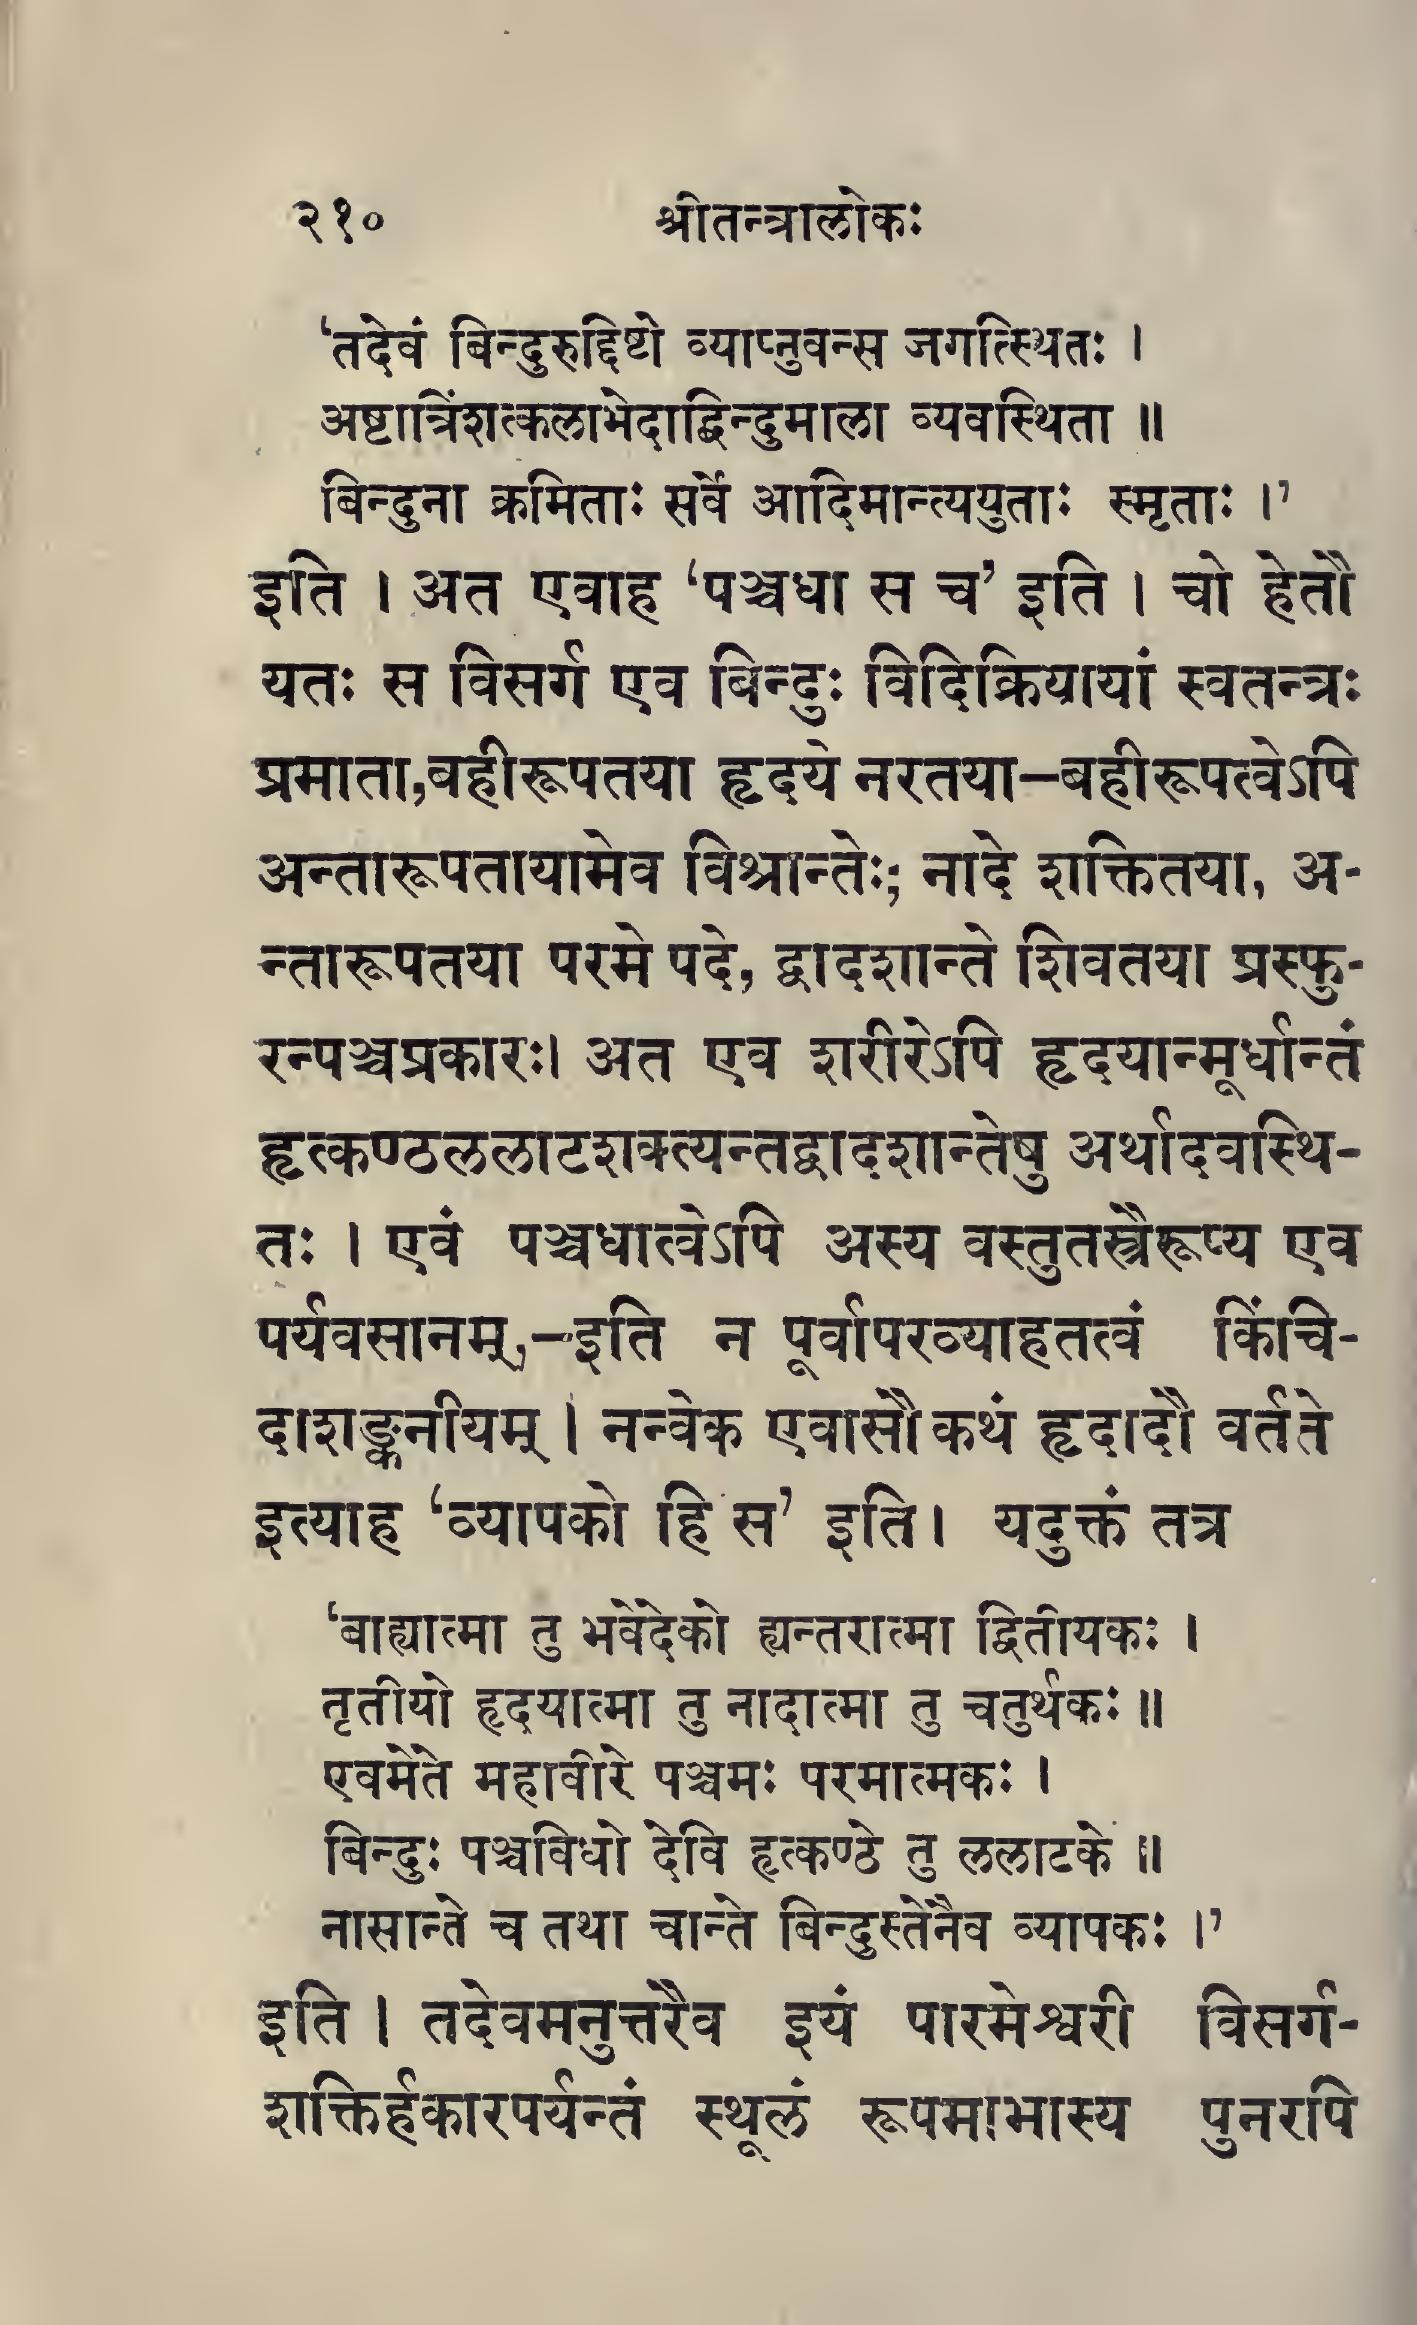 २१० श्रीतन्त्रालोकः
‘तदेवं बिन्दुरुद्दिष्टो व्याप्नुवन्स जगत्स्थितः ।
अष्टात्रिंशत्कलाभेदाद्बिन्दुमाला व्यवस्थिता ॥
बिन्दुना क्रमिताः सर्वे आदिमान्त्ययुताः स्मृताः ।’
इति । अत एवाह ‘पञ्चधा स च’ इति । चो हेतौ
यतः स विसर्ग एव बिन्दुः विदिक्रियायां स्वतन्त्रः
प्रमाता,बहीरूपतया हृदये नरतया—बहीरूपत्वेऽपि
अन्तारूपतायामेव विश्रान्तेः; नादे शक्तितया, अ-
न्तारूपतया परमे पदे, द्वादशान्ते शिवतया प्रस्फु-
रन्पञ्चप्रकारः। अत एव शरीरेऽपि हृदयान्मूर्धान्तं
हृत्कण्ठललाटशक्त्यन्तद्वादशान्तेषु अर्थादवस्थि-
तः । एवं पञ्चधात्वेऽपि अस्य वस्तुतस्त्रैरूप्य एव
पर्यवसानम्,—इति न पूर्वापरव्याहतत्वं किंचि-
दाशङ्कनीयम् । नन्वेक एवासौ कथं हृदादौ वर्तते
इत्याह ‘व्यापको हि स’ इति। यदुक्तं तत्र
‘बाह्यात्मा तु भवेदेको ह्यन्तरात्मा द्वितीयकः ।
तृतीयो हृदयात्मा तु नादात्मा तु चतुर्थकः ॥
एवमेते महावीरे पञ्चमः परमात्मकः ।
बिन्दुः पञ्चविधो देवि हृत्कण्ठे तु ललाटके ॥
नासान्ते च तथा चान्ते बिन्दुस्तेनैव व्यापकः ।’
इति । तदेवमनुत्तरैव इयं पारमेश्वरी विसर्ग-
शक्तिर्हकारपर्यन्तं स्थूलं रूपमाभास्य पुनरपि